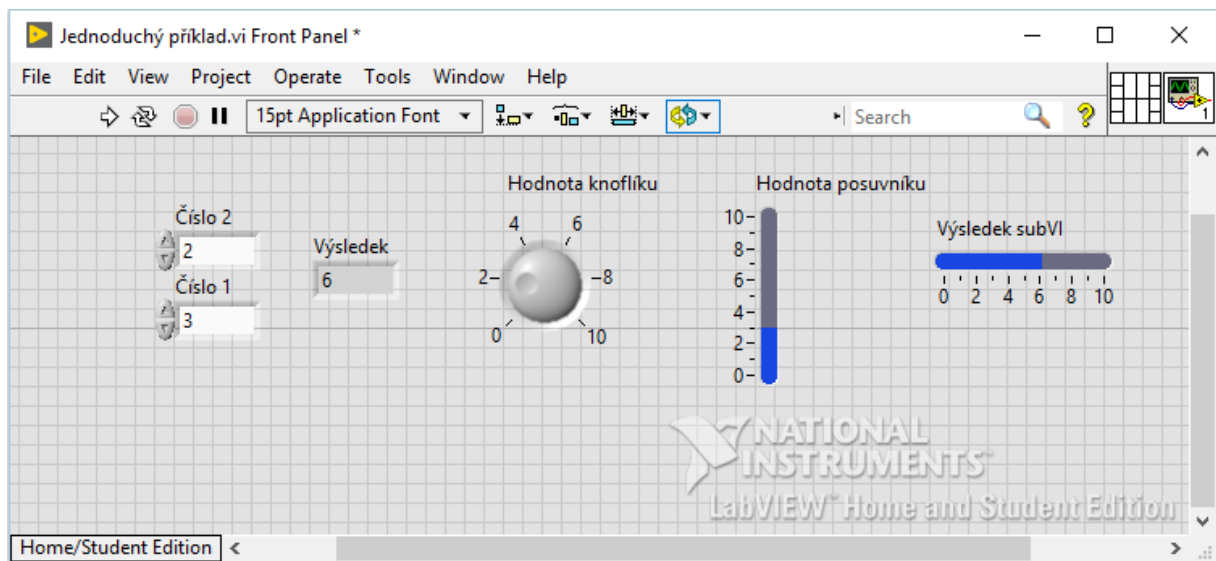 Jednoduchý příklad.vi Front Panel *
File Edit View Project Operate Tools Window Help
15pt Application Font Search 1
Číslo 2
2
Číslo 1
3
Výsledek
6
Hodnota knoflíku
0 2 4 6 8 10
Hodnota posuvníku
10
8
6
4
2
0
Výsledek subVI
0 2 4 6 8 10
NATIONAL
INSTRUMENTS™
LabVIEW™ Home and Student Edition
Home/Student Edition